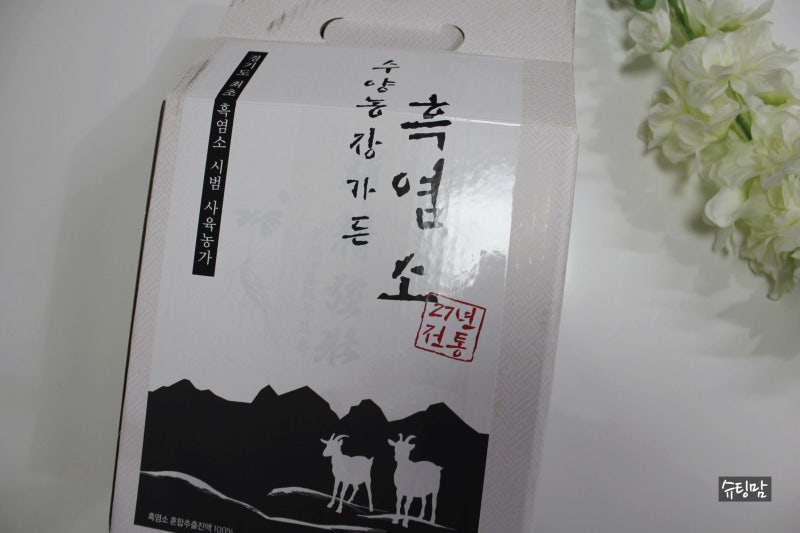 경기도 최초 흑염소 시범 사육농가
수양농장가든
흑염소
27년
전통
흑염소 혼합추출진액 100%
슈팅맘